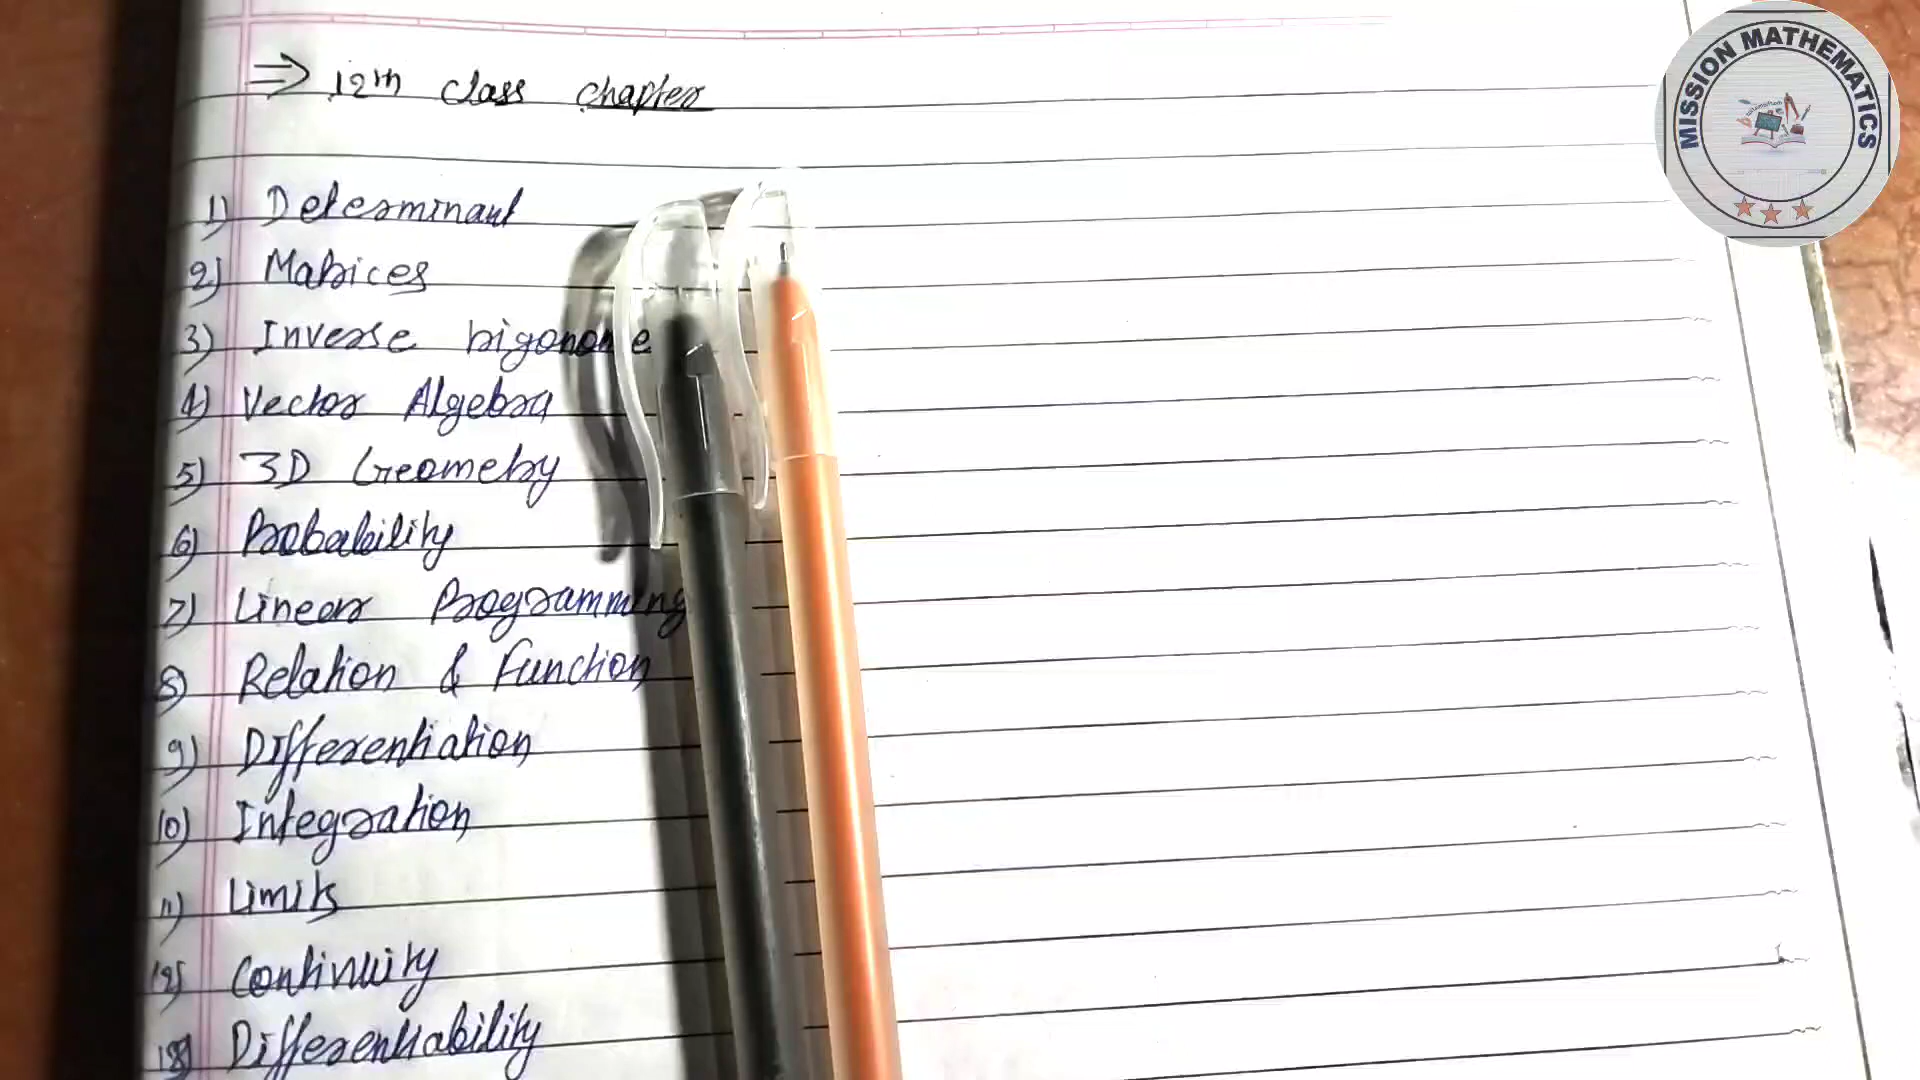 ⇒ 12th class chapter
1) Determinant
2) Matrices
3) Inverse trigonome
4) Vector Algebra
5) 3D Geometry
6) Probability
7) Linear Programming
8) Relation & Function
9) Differentiation
10) Integration
11) Limits
12) Continuity
13) Differentiability
MISSION MATHEMATICS